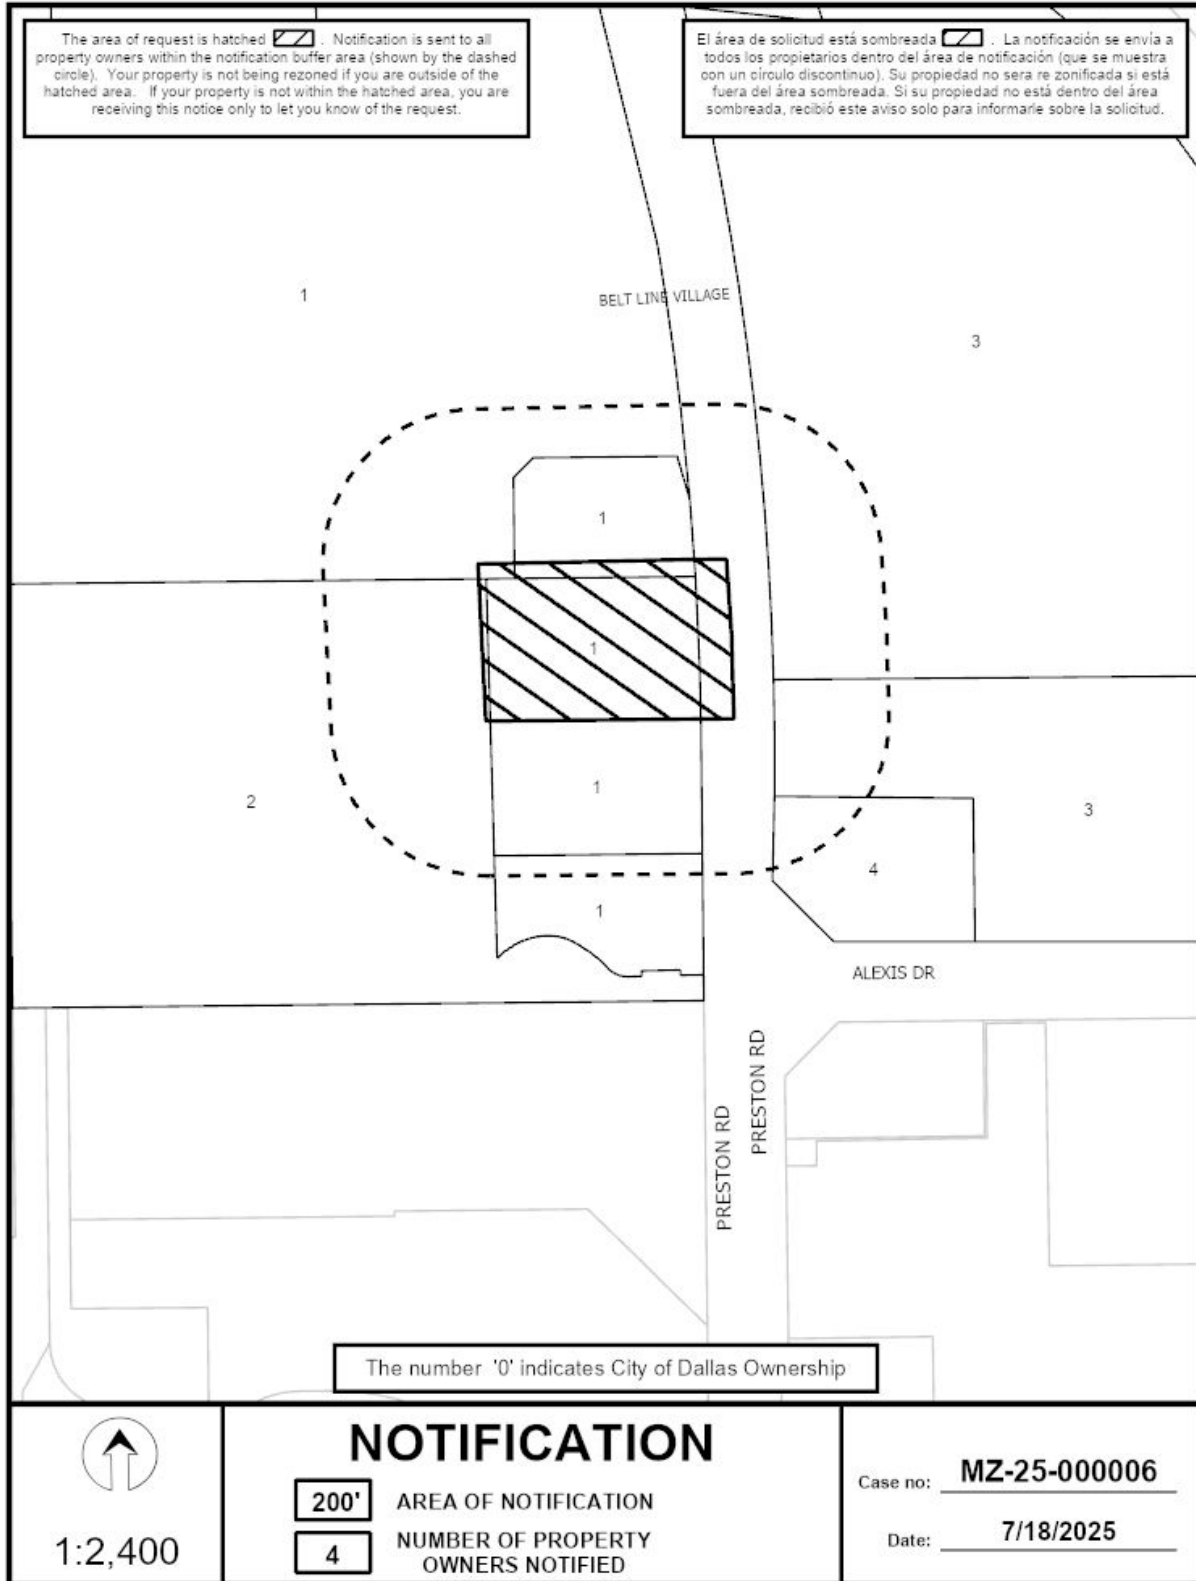 The area of request is hatched . Notification is sent to all
property owners within the notification buffer area (shown by the dashed
circle). Your property is not being rezoned if you are outside of the
hatched area. If your property is not within the hatched area, you are
receiving this notice only to let you know of the request.
El área de solicitud está sombreada . La notificación se envía a
todos los propietarios dentro del área de notificación (que se muestra
con un círculo discontinuo). Su propiedad no sera re zonificada si está
fuera del área sombreada. Si su propiedad no está dentro del área
sombreada, recibió este aviso solo para informarle sobre la solicitud.
1
BELT LINE VILLAGE
3
1
1
1
2
3
4
1
ALEXIS DR
PRESTON RD
PRESTON RD
The number '0' indicates City of Dallas Ownership
1:2,400
NOTIFICATION
200' AREA OF NOTIFICATION
4 NUMBER OF PROPERTY
OWNERS NOTIFIED
Case no: MZ-25-000006
Date: 7/18/2025